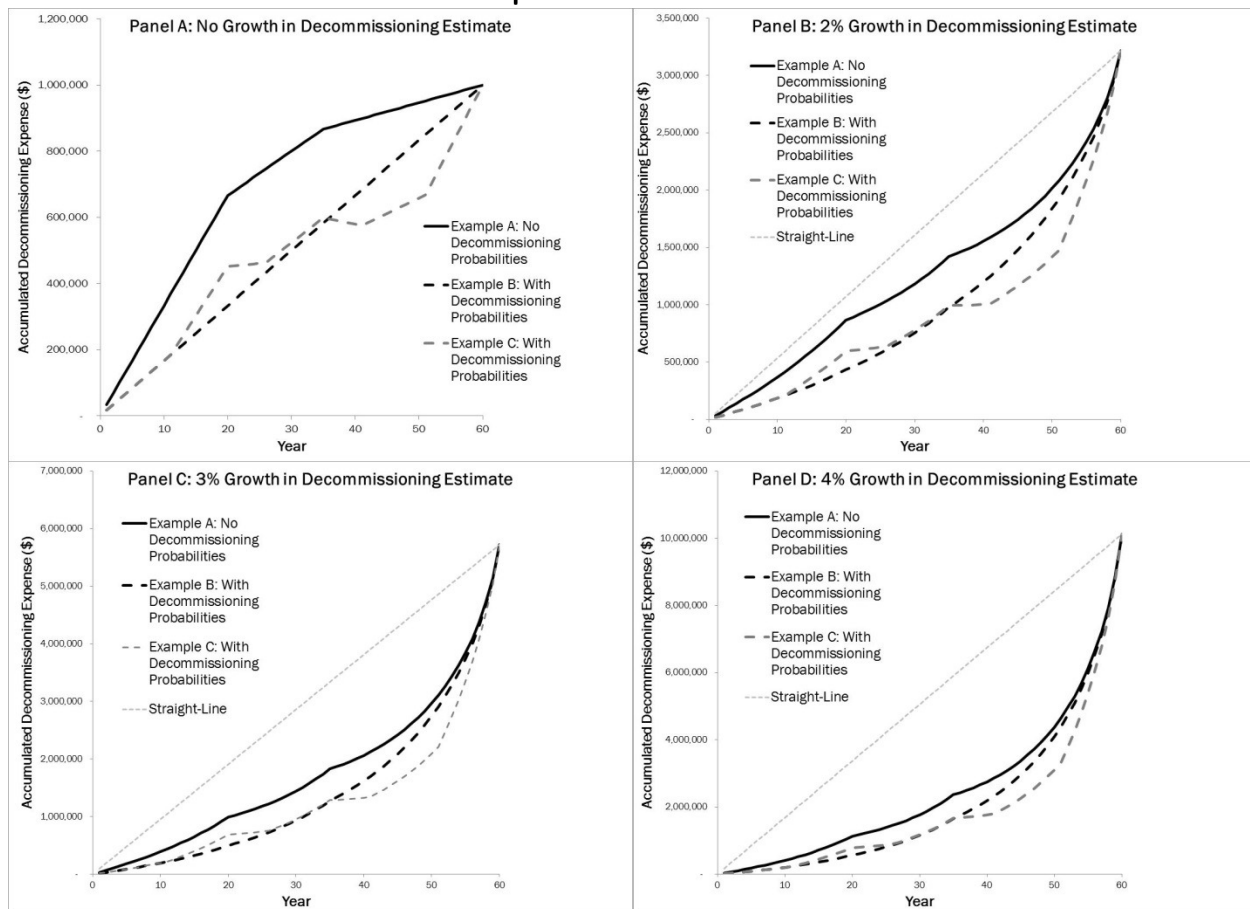 Panel A: No Growth in Decommissioning Estimate
Accumulated Decommissioning Expense ($)
1,200,000
1,000,000
800,000
600,000
400,000
200,000
-
0 10 20 30 40 50 60
Year
Example A: No
Decommissioning
Probabilities
Example B: With
Decommissioning
Probabilities
Example C: With
Decommissioning
Probabilities
Panel B: 2% Growth in Decommissioning Estimate
Accumulated Decommissioning Expense ($)
3,500,000
3,000,000
2,500,000
2,000,000
1,500,000
1,000,000
500,000
-
0 10 20 30 40 50 60
Year
Example A: No
Decommissioning
Probabilities
Example B: With
Decommissioning
Probabilities
Example C: With
Decommissioning
Probabilities
Straight-Line
Panel C: 3% Growth in Decommissioning Estimate
Accumulated Decommissioning Expense ($)
7,000,000
6,000,000
5,000,000
4,000,000
3,000,000
2,000,000
1,000,000
-
0 10 20 30 40 50 60
Year
Example A: No
Decommissioning
Probabilities
Example B: With
Decommissioning
Probabilities
Example C: With
Decommissioning
Probabilities
Straight-Line
Panel D: 4% Growth in Decommissioning Estimate
Accumulated Decommissioning Expense ($)
12,000,000
10,000,000
8,000,000
6,000,000
4,000,000
2,000,000
-
0 10 20 30 40 50 60
Year
Example A: No
Decommissioning
Probabilities
Example B: With
Decommissioning
Probabilities
Example C: With
Decommissioning
Probabilities
Straight-Line